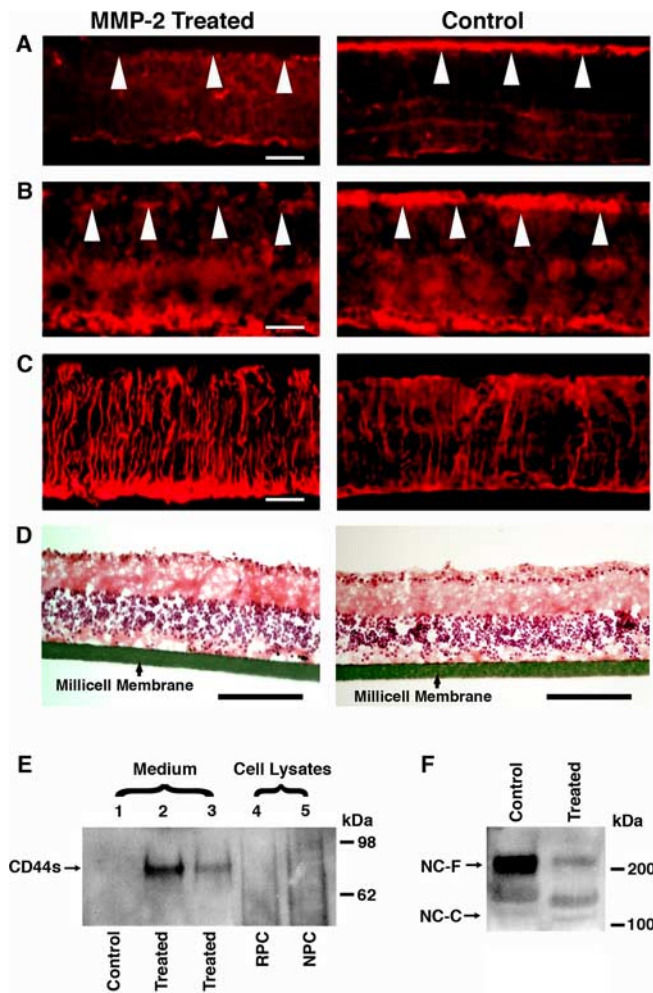 MMP-2 Treated Control
A
B
C
D
Millicell Membrane Millicell Membrane
E
Medium Cell Lysates
1 2 3 4 5
kDa
98
CD44s
62
Control Treated Treated RPC NPC
F
Control Treated
kDa
NC-F
200
NC-C
100